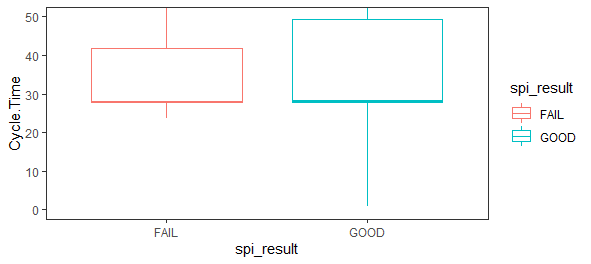 50
40
30
20
10
0
Cycle.Time
FAIL GOOD
spi_result
spi_result
FAIL
GOOD